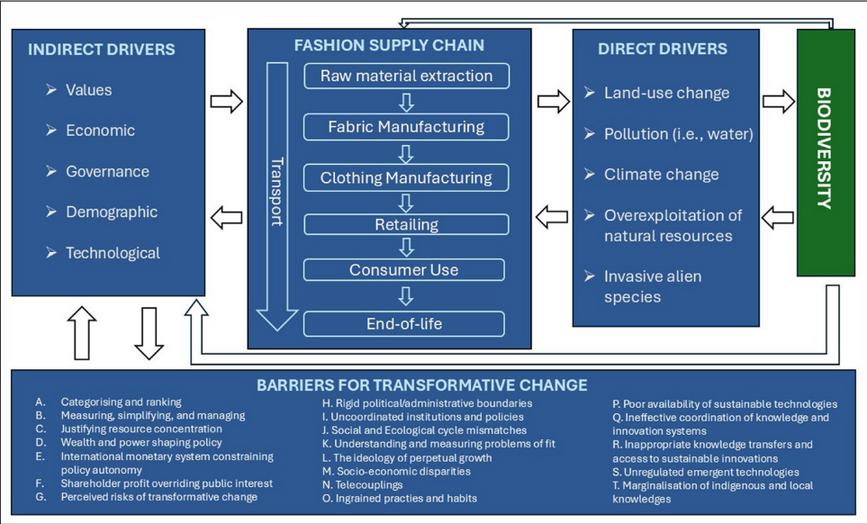 INDIRECT DRIVERS
Values
Economic
Governance
Demographic
Technological
FASHION SUPPLY CHAIN
Transport
Raw material extraction
Fabric Manufacturing
Clothing Manufacturing
Retailing
Consumer Use
End-of-life
DIRECT DRIVERS
Land-use change
Pollution (i.e., water)
Climate change
Overexploitation of
natural resources
Invasive alien
species
BIODIVERSITY
BARRIERS FOR TRANSFORMATIVE CHANGE
A. Categorising and ranking
B. Measuring, simplifying, and managing
C. Justifying resource concentration
D. Wealth and power shaping policy
E. International monetary system constraining
policy autonomy
F. Shareholder profit overriding public interest
G. Perceived risks of transformative change
H. Rigid political/administrative boundaries
I. Uncoordinated institutions and policies
J. Social and Ecological cycle mismatches
K. Understanding and measuring problems of fit
L. The ideology of perpetual growth
M. Socio-economic disparities
N. Telecouplings
O. Ingrained practies and habits
P. Poor availability of sustainable technologies
Q. Ineffective coordination of knowledge and
innovation systems
R. Inappropriate knowledge transfers and
access to sustainable innovations
S. Unregulated emergent technologies
T. Marginalisation of indigenous and local
knowledges